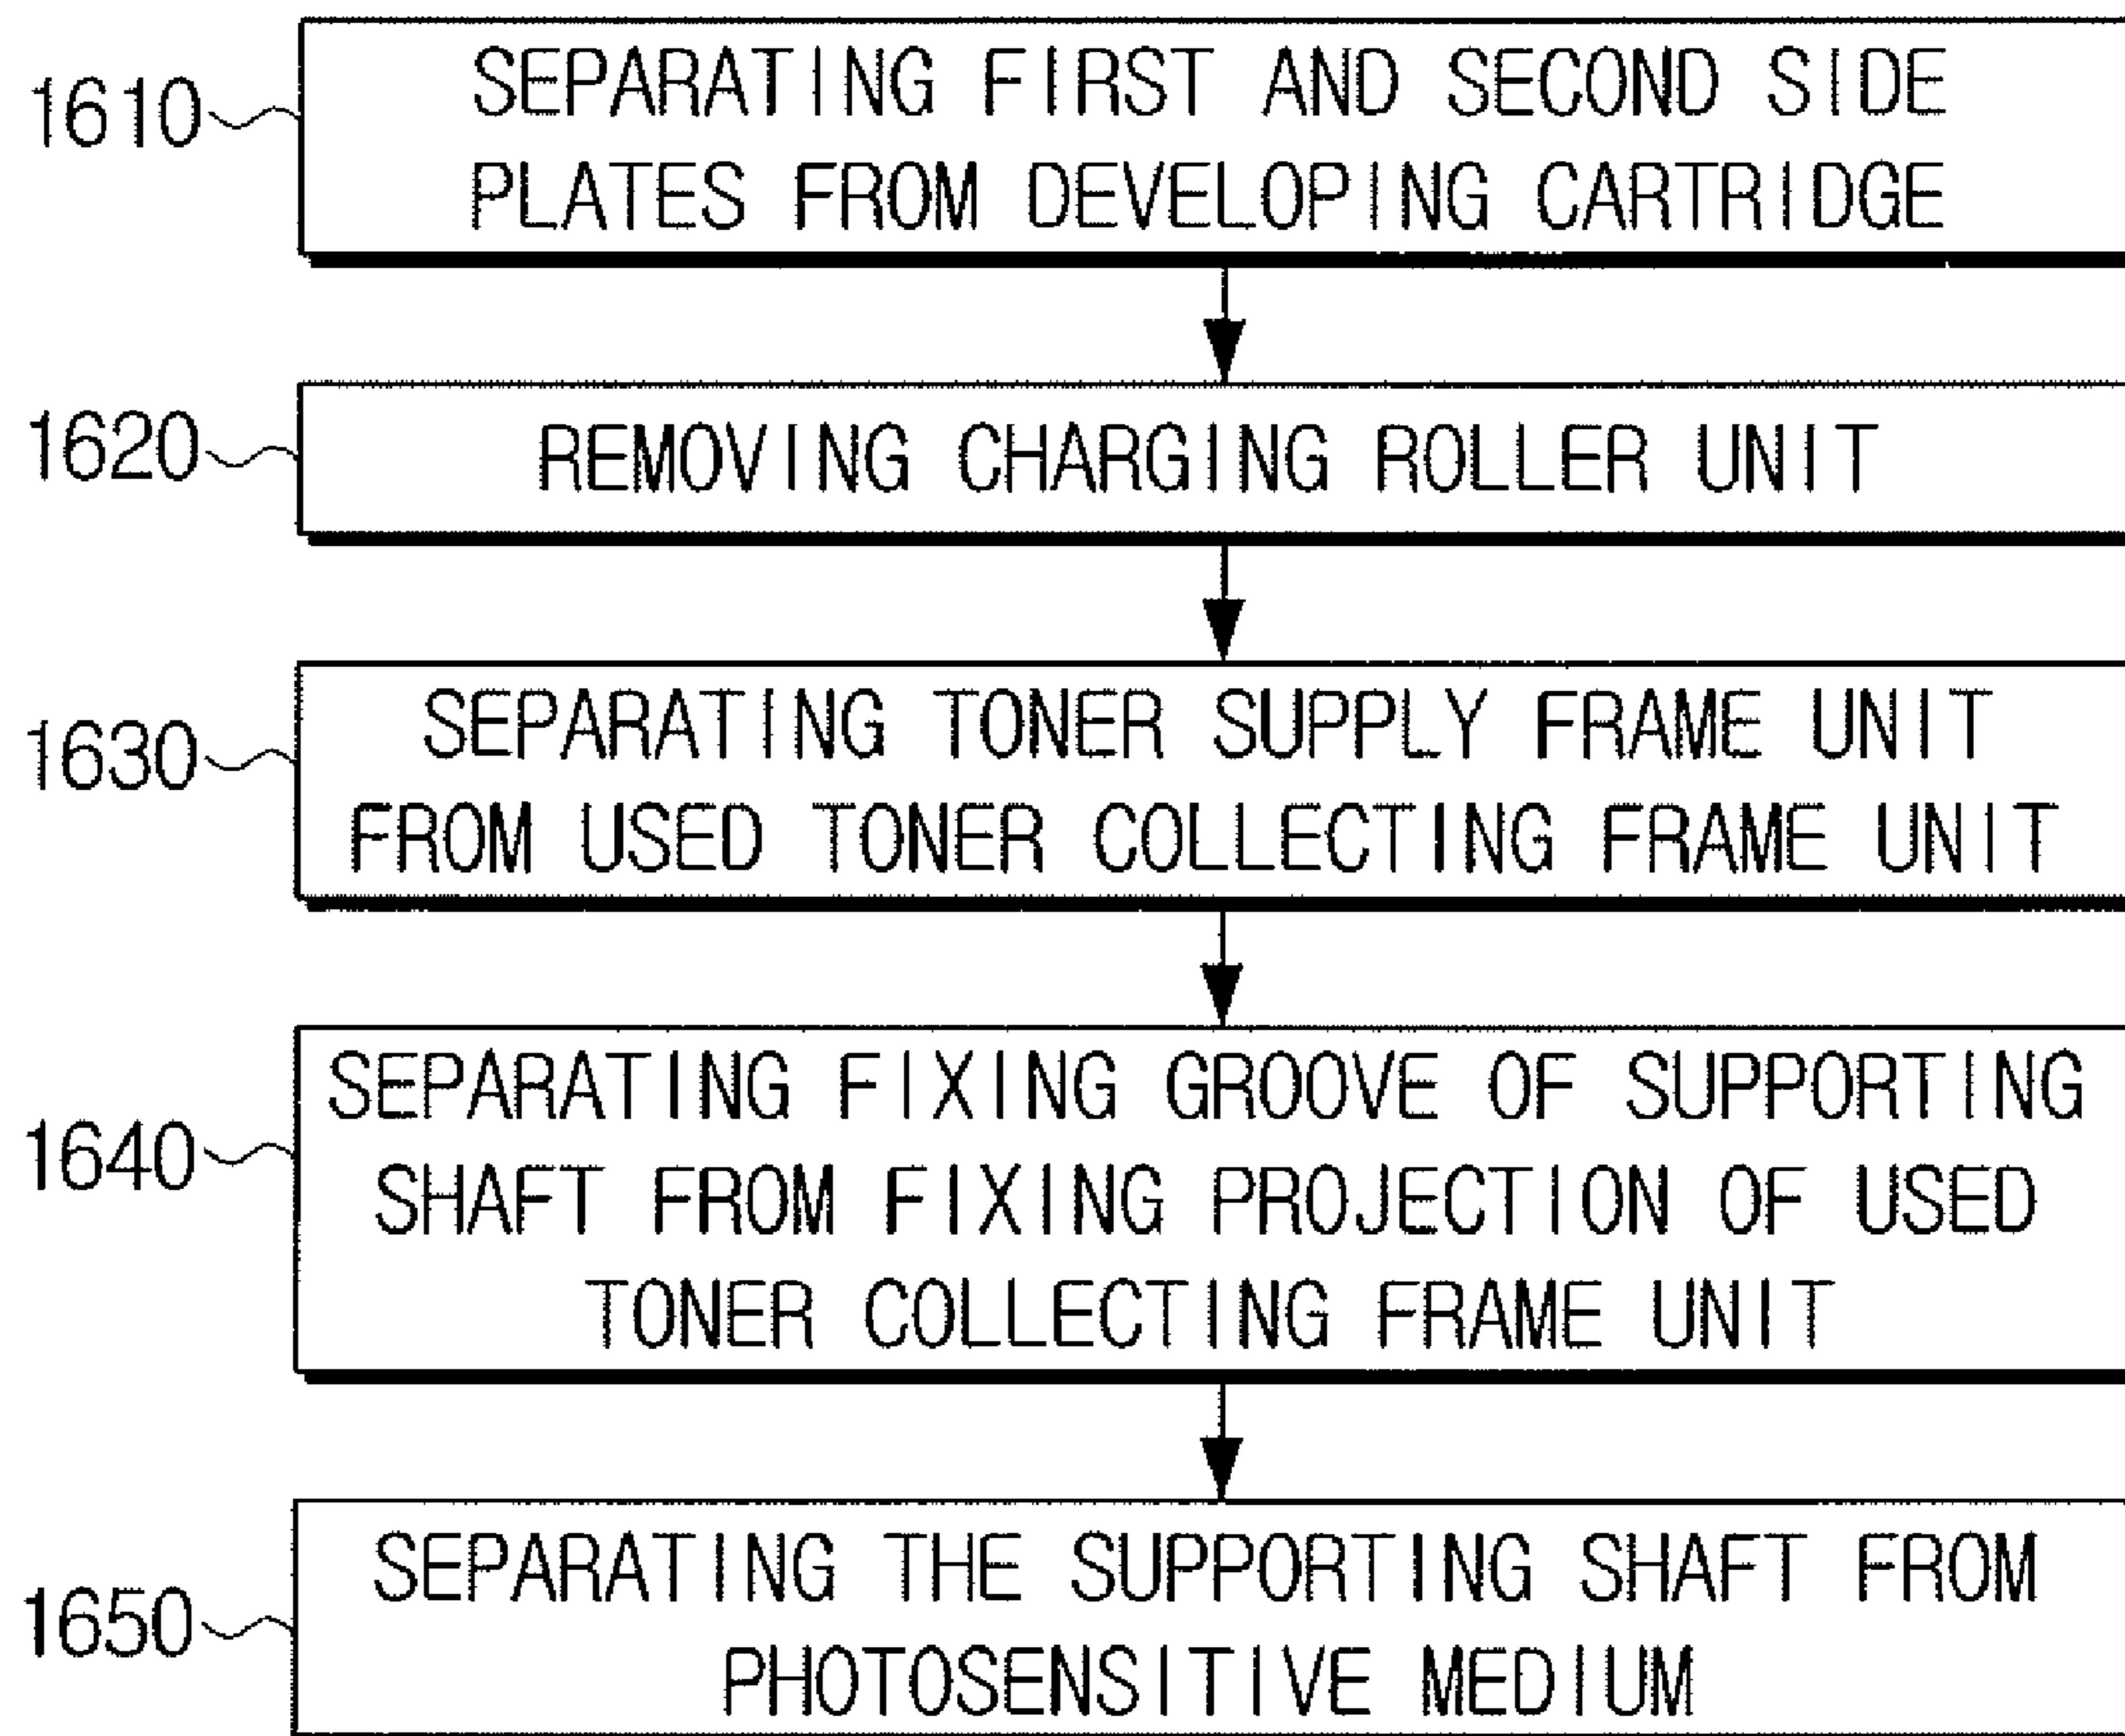 1610
SEPARATING FIRST AND SECOND SIDE
PLATES FROM DEVELOPING CARTRIDGE
1620
REMOVING CHARGING ROLLER UNIT
1630
SEPARATING TONER SUPPLY FRAME UNIT
FROM USED TONER COLLECTING FRAME UNIT
1640
SEPARATING FIXING GROOVE OF SUPPORTING
SHAFT FROM FIXING PROJECTION OF USED
TONER COLLECTING FRAME UNIT
1650
SEPARATING THE SUPPORTING SHAFT FROM
PHOTOSENSITIVE MEDIUM